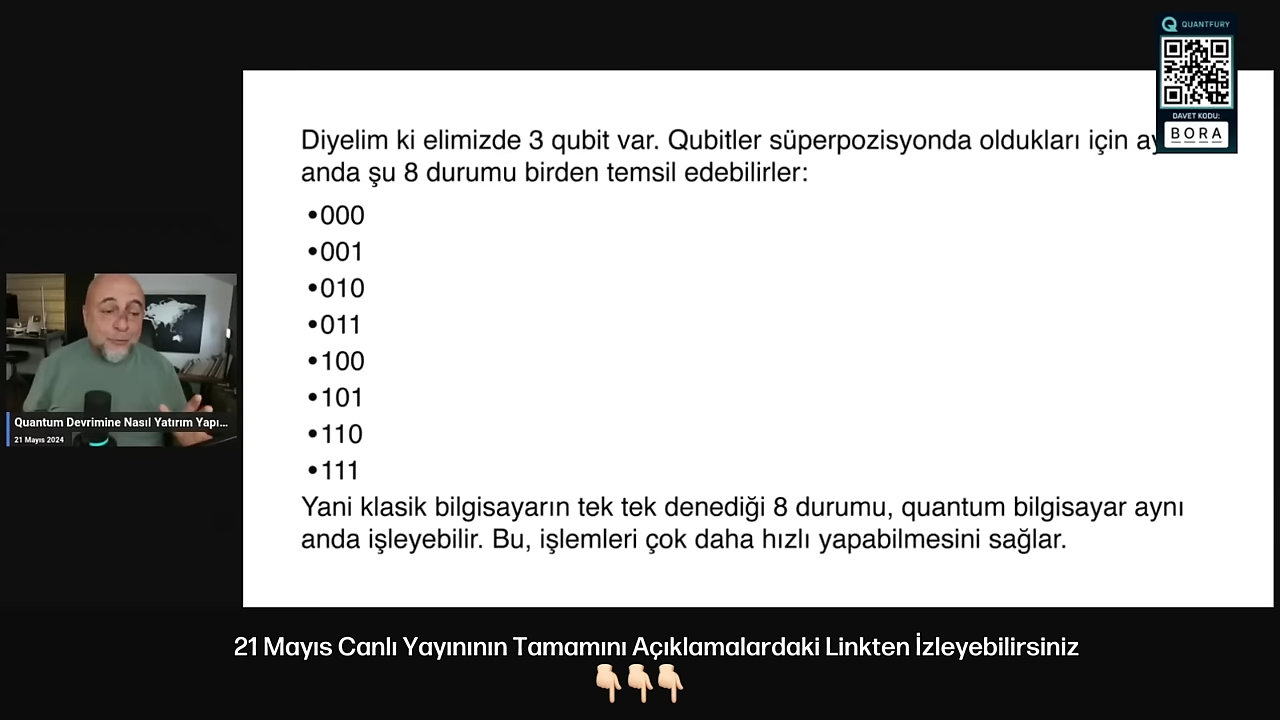 QUANTFURY
DAVET KODU:
BORA
Diyelim ki elimizde 3 qubit var. Qubitler süperpozisyonda oldukları için
anda şu 8 durumu birden temsil edebilirler:
•000
•001
•010
•011
•100
•101
•110
•111
Yani klasik bilgisayarın tek tek denediği 8 durumu, quantum bilgisayar aynı
anda işleyebilir. Bu, işlemleri çok daha hızlı yapabilmesini sağlar.
Quantum Devrimine Nasıl Yatırım Yapı...
21 Mayıs 2024
21 Mayıs Canlı Yayınının Tamamını Açıklamalardaki Linkten İzleyebilirsiniz